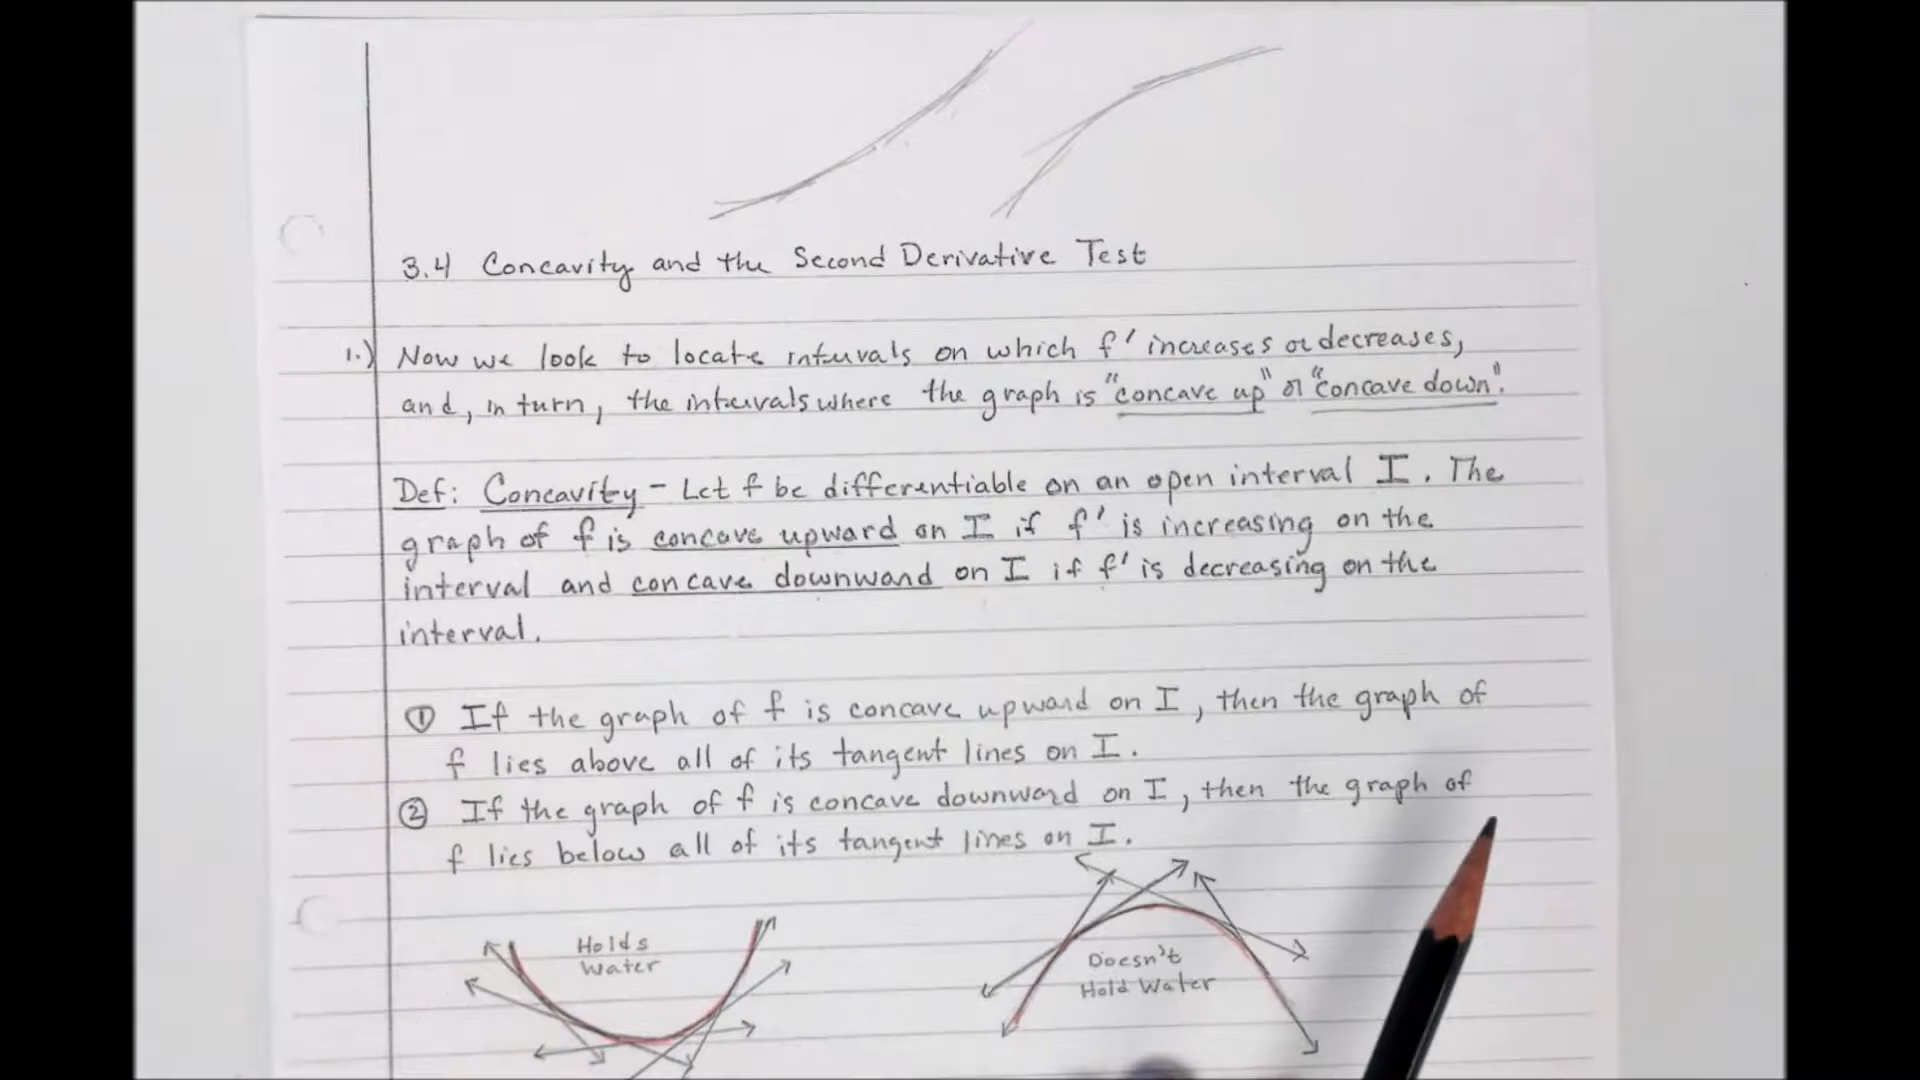 3.4 Concavity and the Second Derivative Test
1.) Now we look to locate intervals on which f' increases or decreases,
and, in turn, the intervals where the graph is "concave up" or "concave down".
Def: Concavity - Let f be differentiable on an open interval I. The
graph of f is concave upward on I if f' is increasing on the
interval and concave downward on I if f' is decreasing on the
interval.
① If the graph of f is concave upward on I, then the graph of
f lies above all of its tangent lines on I.
② If the graph of f is concave downward on I, then the graph of
f lies below all of its tangent lines on I.
Holds
Water
Doesn't
Hold Water